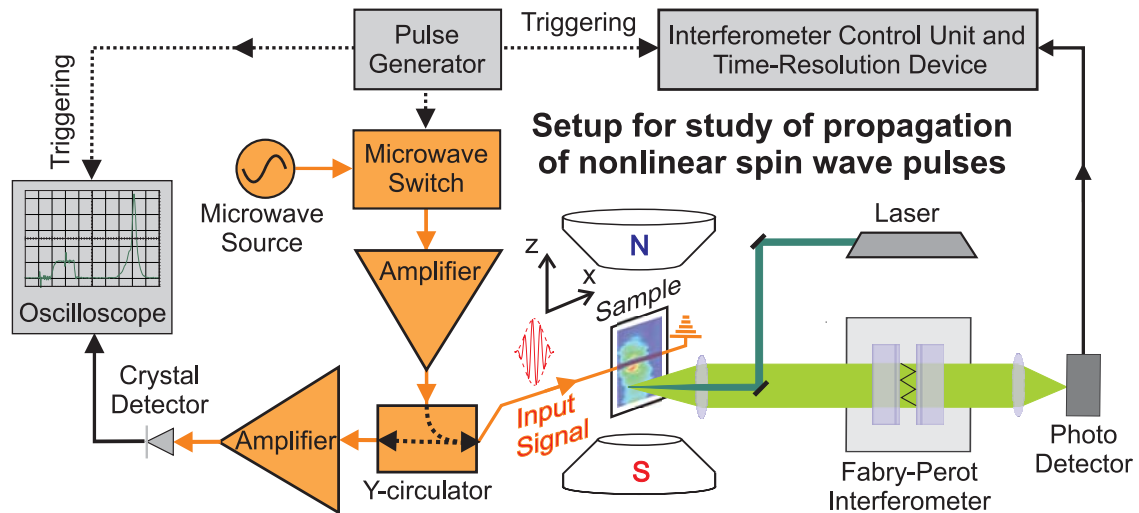 Triggering
Pulse
Generator
Triggering
Interferometer Control Unit and
Time-Resolution Device
Setup for study of propagation
of nonlinear spin wave pulses
Microwave
Switch
Microwave
Source
Oscilloscope
Amplifier
N
Laser
z
x
Sample
Crystal
Detector
Input
Signal
Amplifier
Y-circulator
S
Fabry-Perot
Interferometer
Photo
Detector